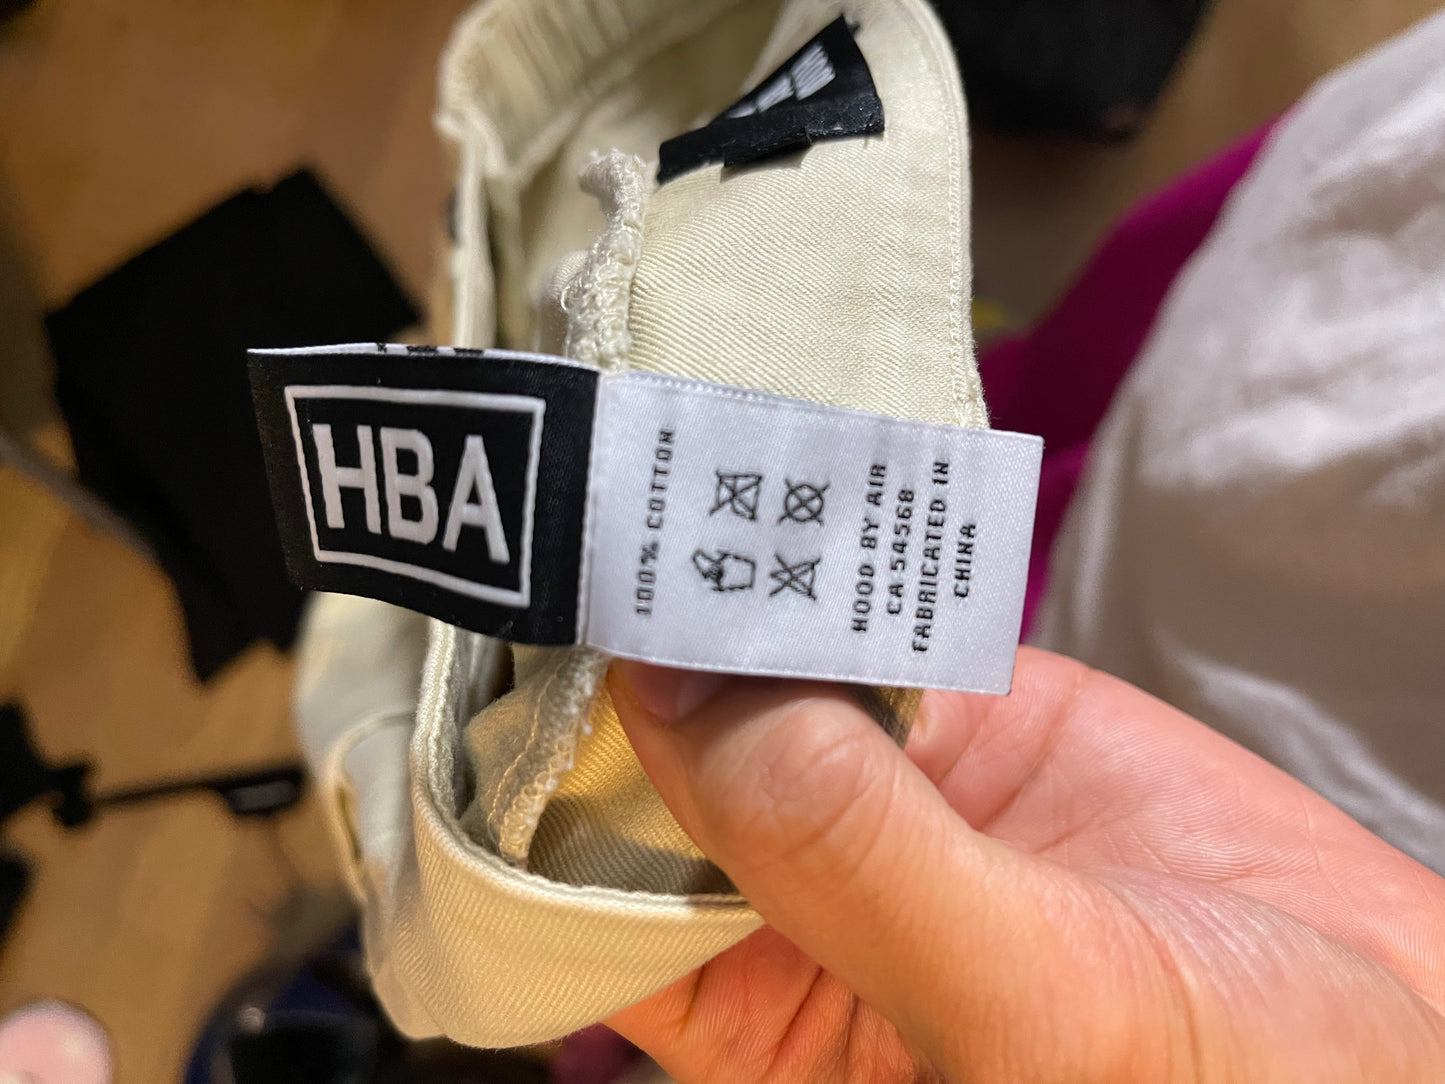 HBA
100% COTTON
HOOD BY AIR
CA 54568
FABRICATED IN
CHINA